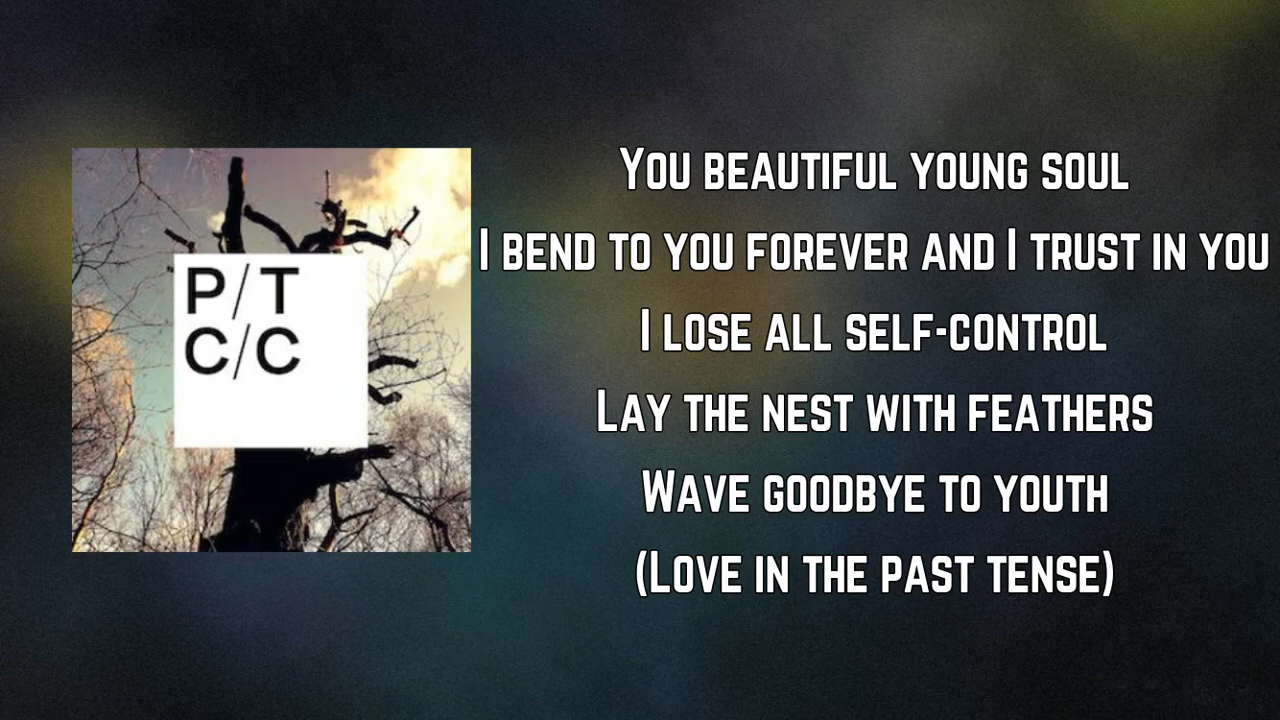 P/T
C/C
You beautiful young soul
I bend to you forever and I trust in you
I lose all self-control
Lay the nest with feathers
Wave goodbye to youth
(Love in the past tense)